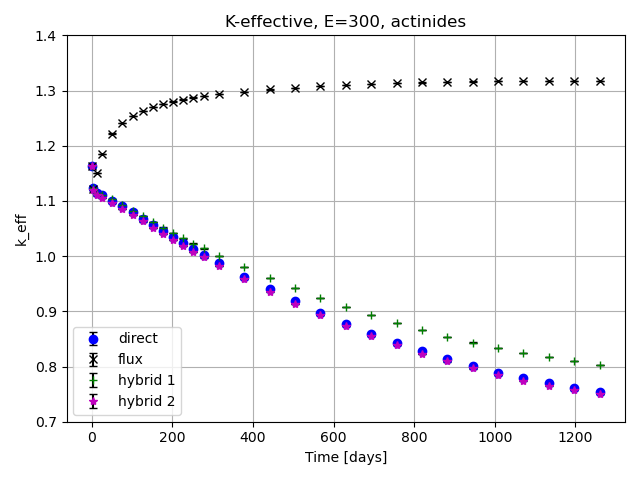 K-effective, E=300, actinides
1.4
1.3
1.2
1.1
1.0
0.9
0.8
0.7
k_eff
direct
flux
hybrid 1
hybrid 2
0 200 400 600 800 1000 1200
Time [days]